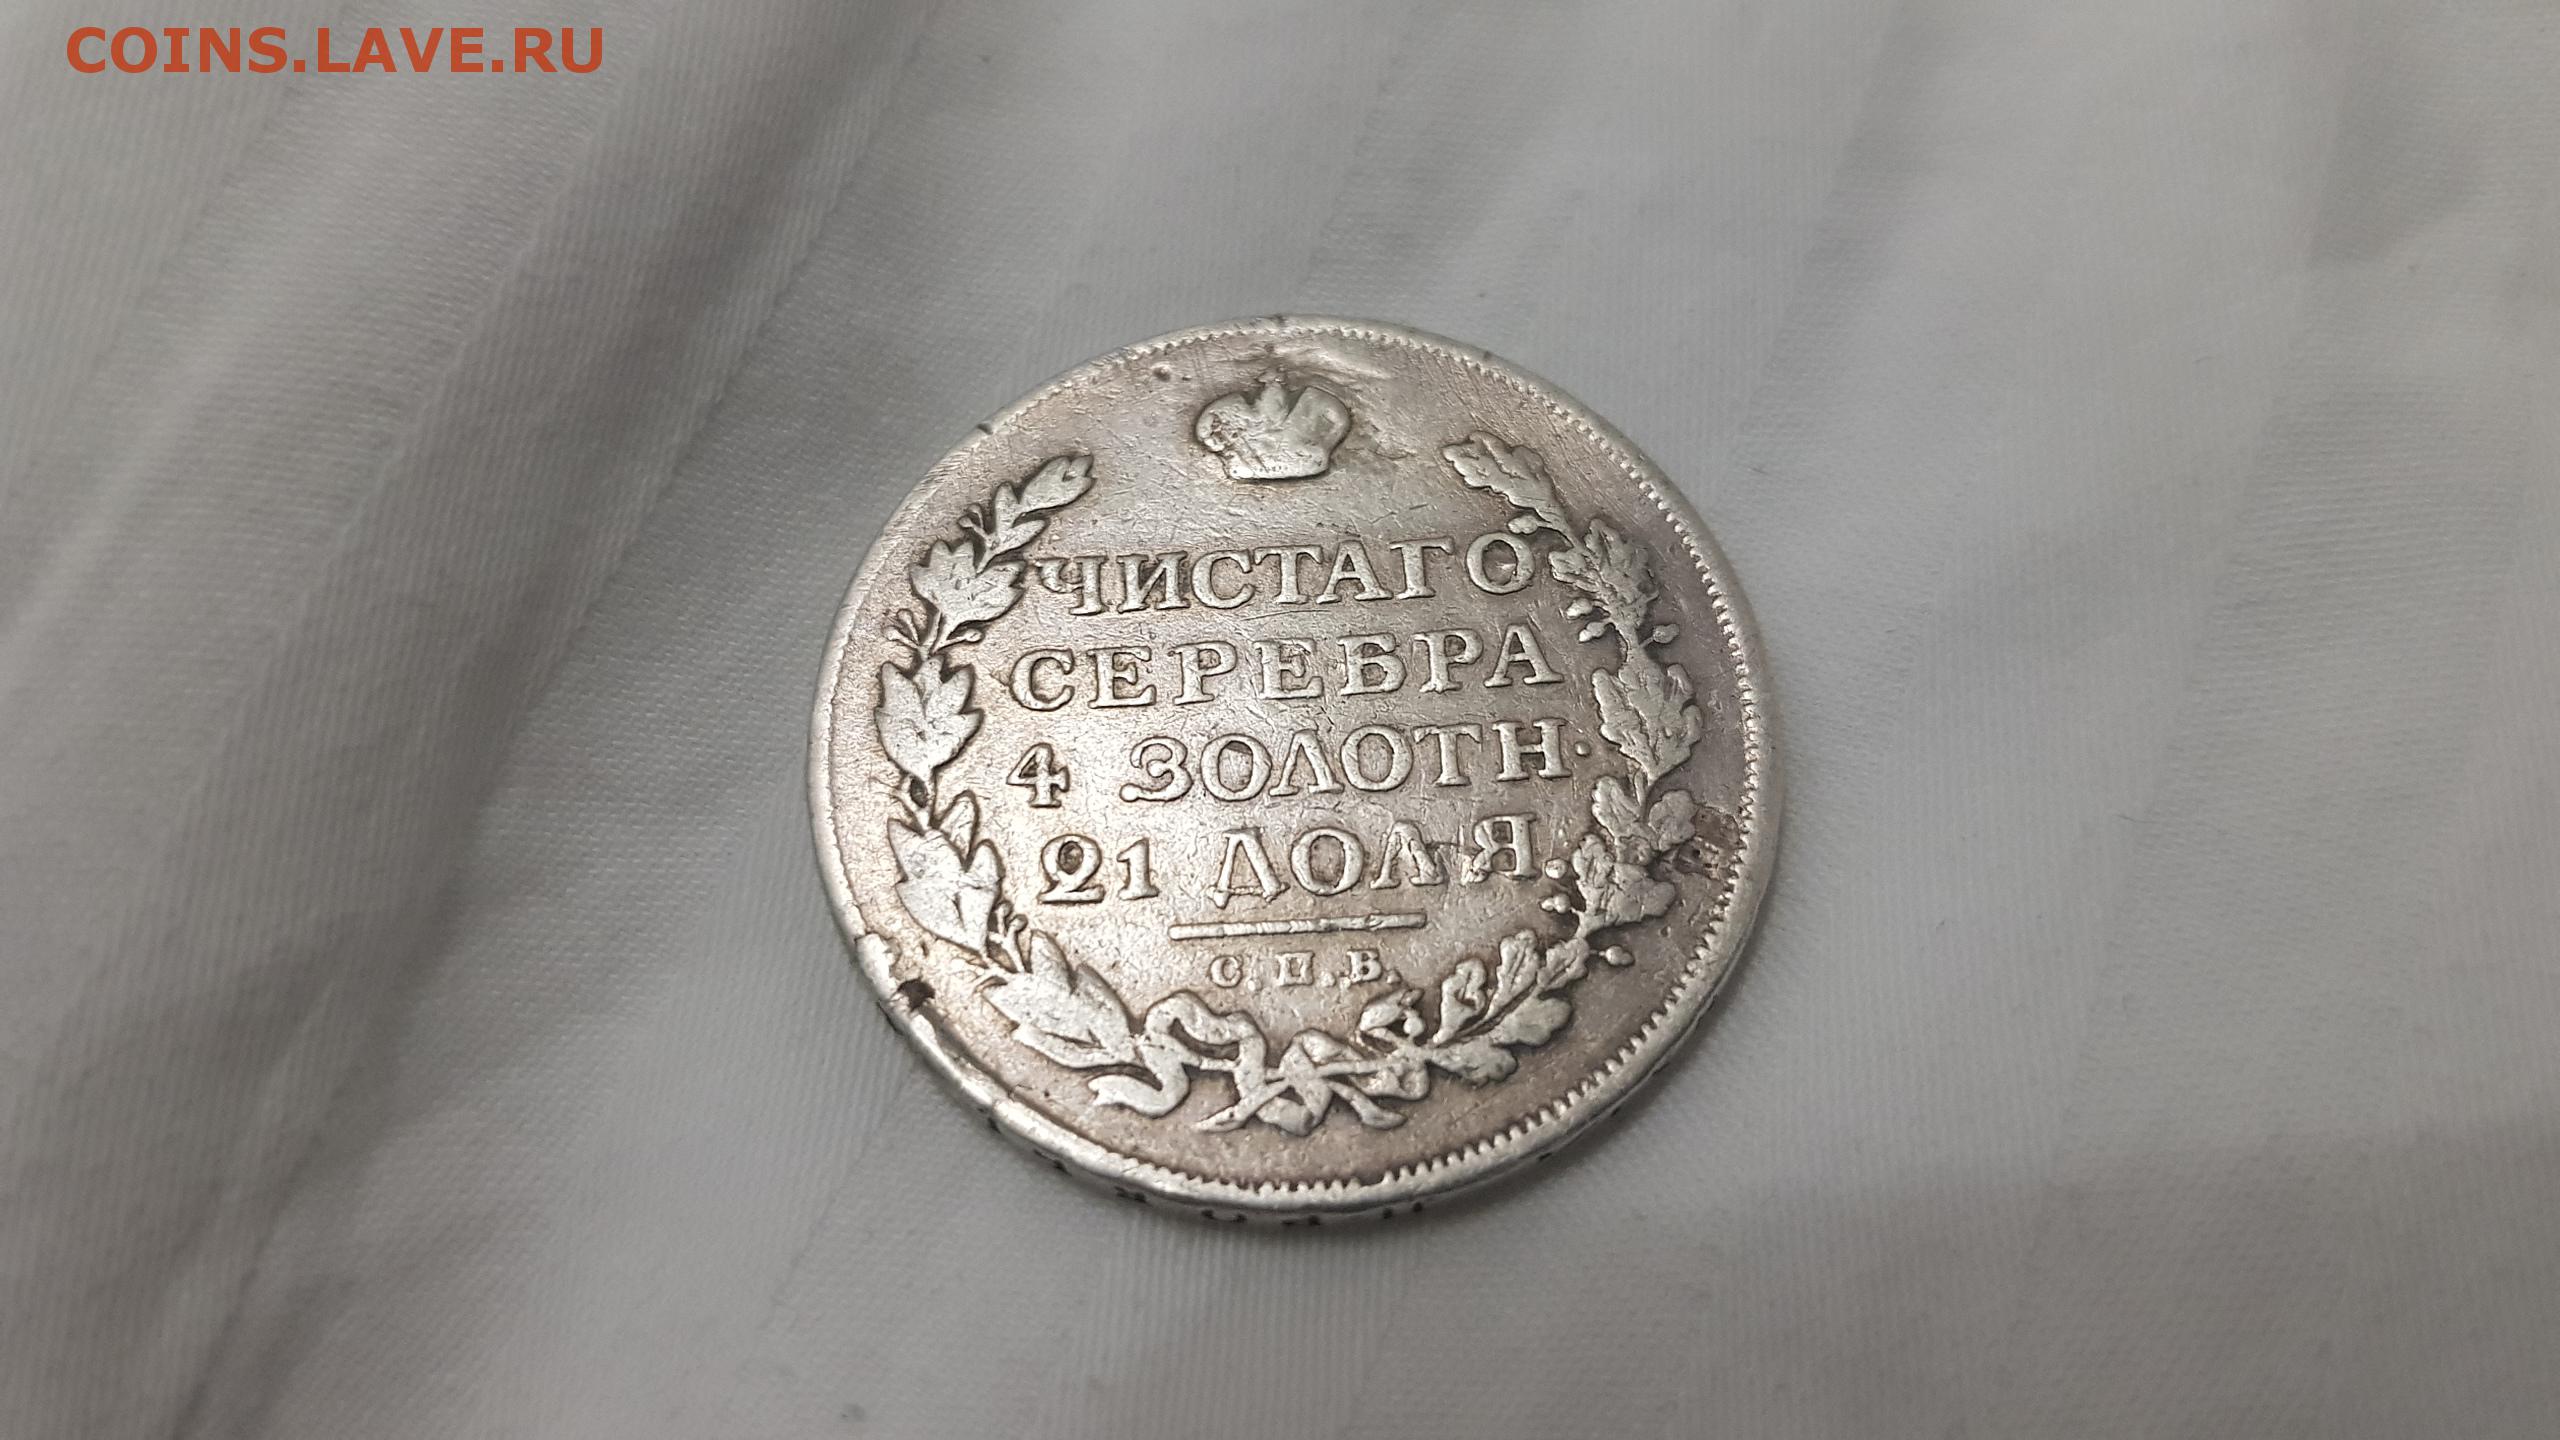 COINS.LAVE.RU
ЧИСТАГО
СЕРЕБРА
4 ЗОЛОТН·
21 ДОЛЯ.
С.П.Б.